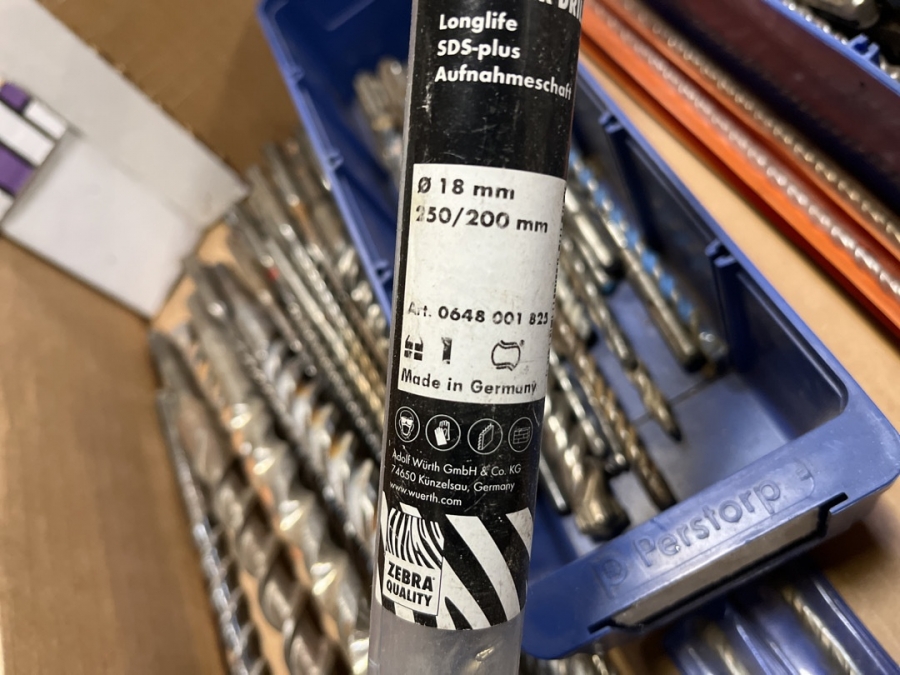 Longlife
SDS-plus
Aufnahmeschaft
Ø 18 mm
250/200 mm
Art. 0648 001 825
Made in Germany
Adolf Würth GmbH & Co. KG
74650 Künzelsau, Germany
www.wuerth.com
ZEBRA
QUALITY
Perstorp